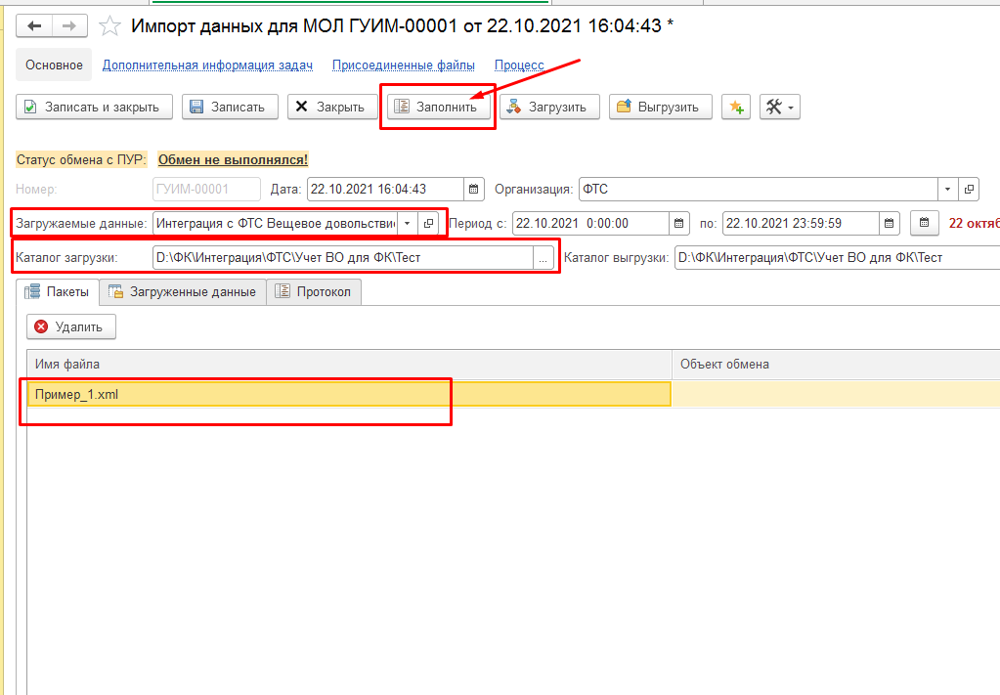 Импорт данных для МОЛ ГУИМ-00001 от 22.10.2021 16:04:43 *
Основное Дополнительная информация задач Присоединенные файлы Процесс
Записать и закрыть Записать Закрыть Заполнить Загрузить Выгрузить
Статус обмена с ПУР: Обмен не выполнялся!
Номер: ГУИМ-00001 Дата: 22.10.2021 16:04:43 Организация: ФТС
Загружаемые данные: Интеграция с ФТС Вещевое довольстви Период с: 22.10.2021 0:00:00 по: 22.10.2021 23:59:59 22 октяб
Каталог загрузки: D:\ФК\Интеграция\ФТС\Учет ВО для ФК\Тест ... Каталог выгрузки: D:\ФК\Интеграция\ФТС\Учет ВО для ФК\Тест
Пакеты Загруженные данные Протокол
Удалить
Имя файла Объект обмена
Пример_1.xml